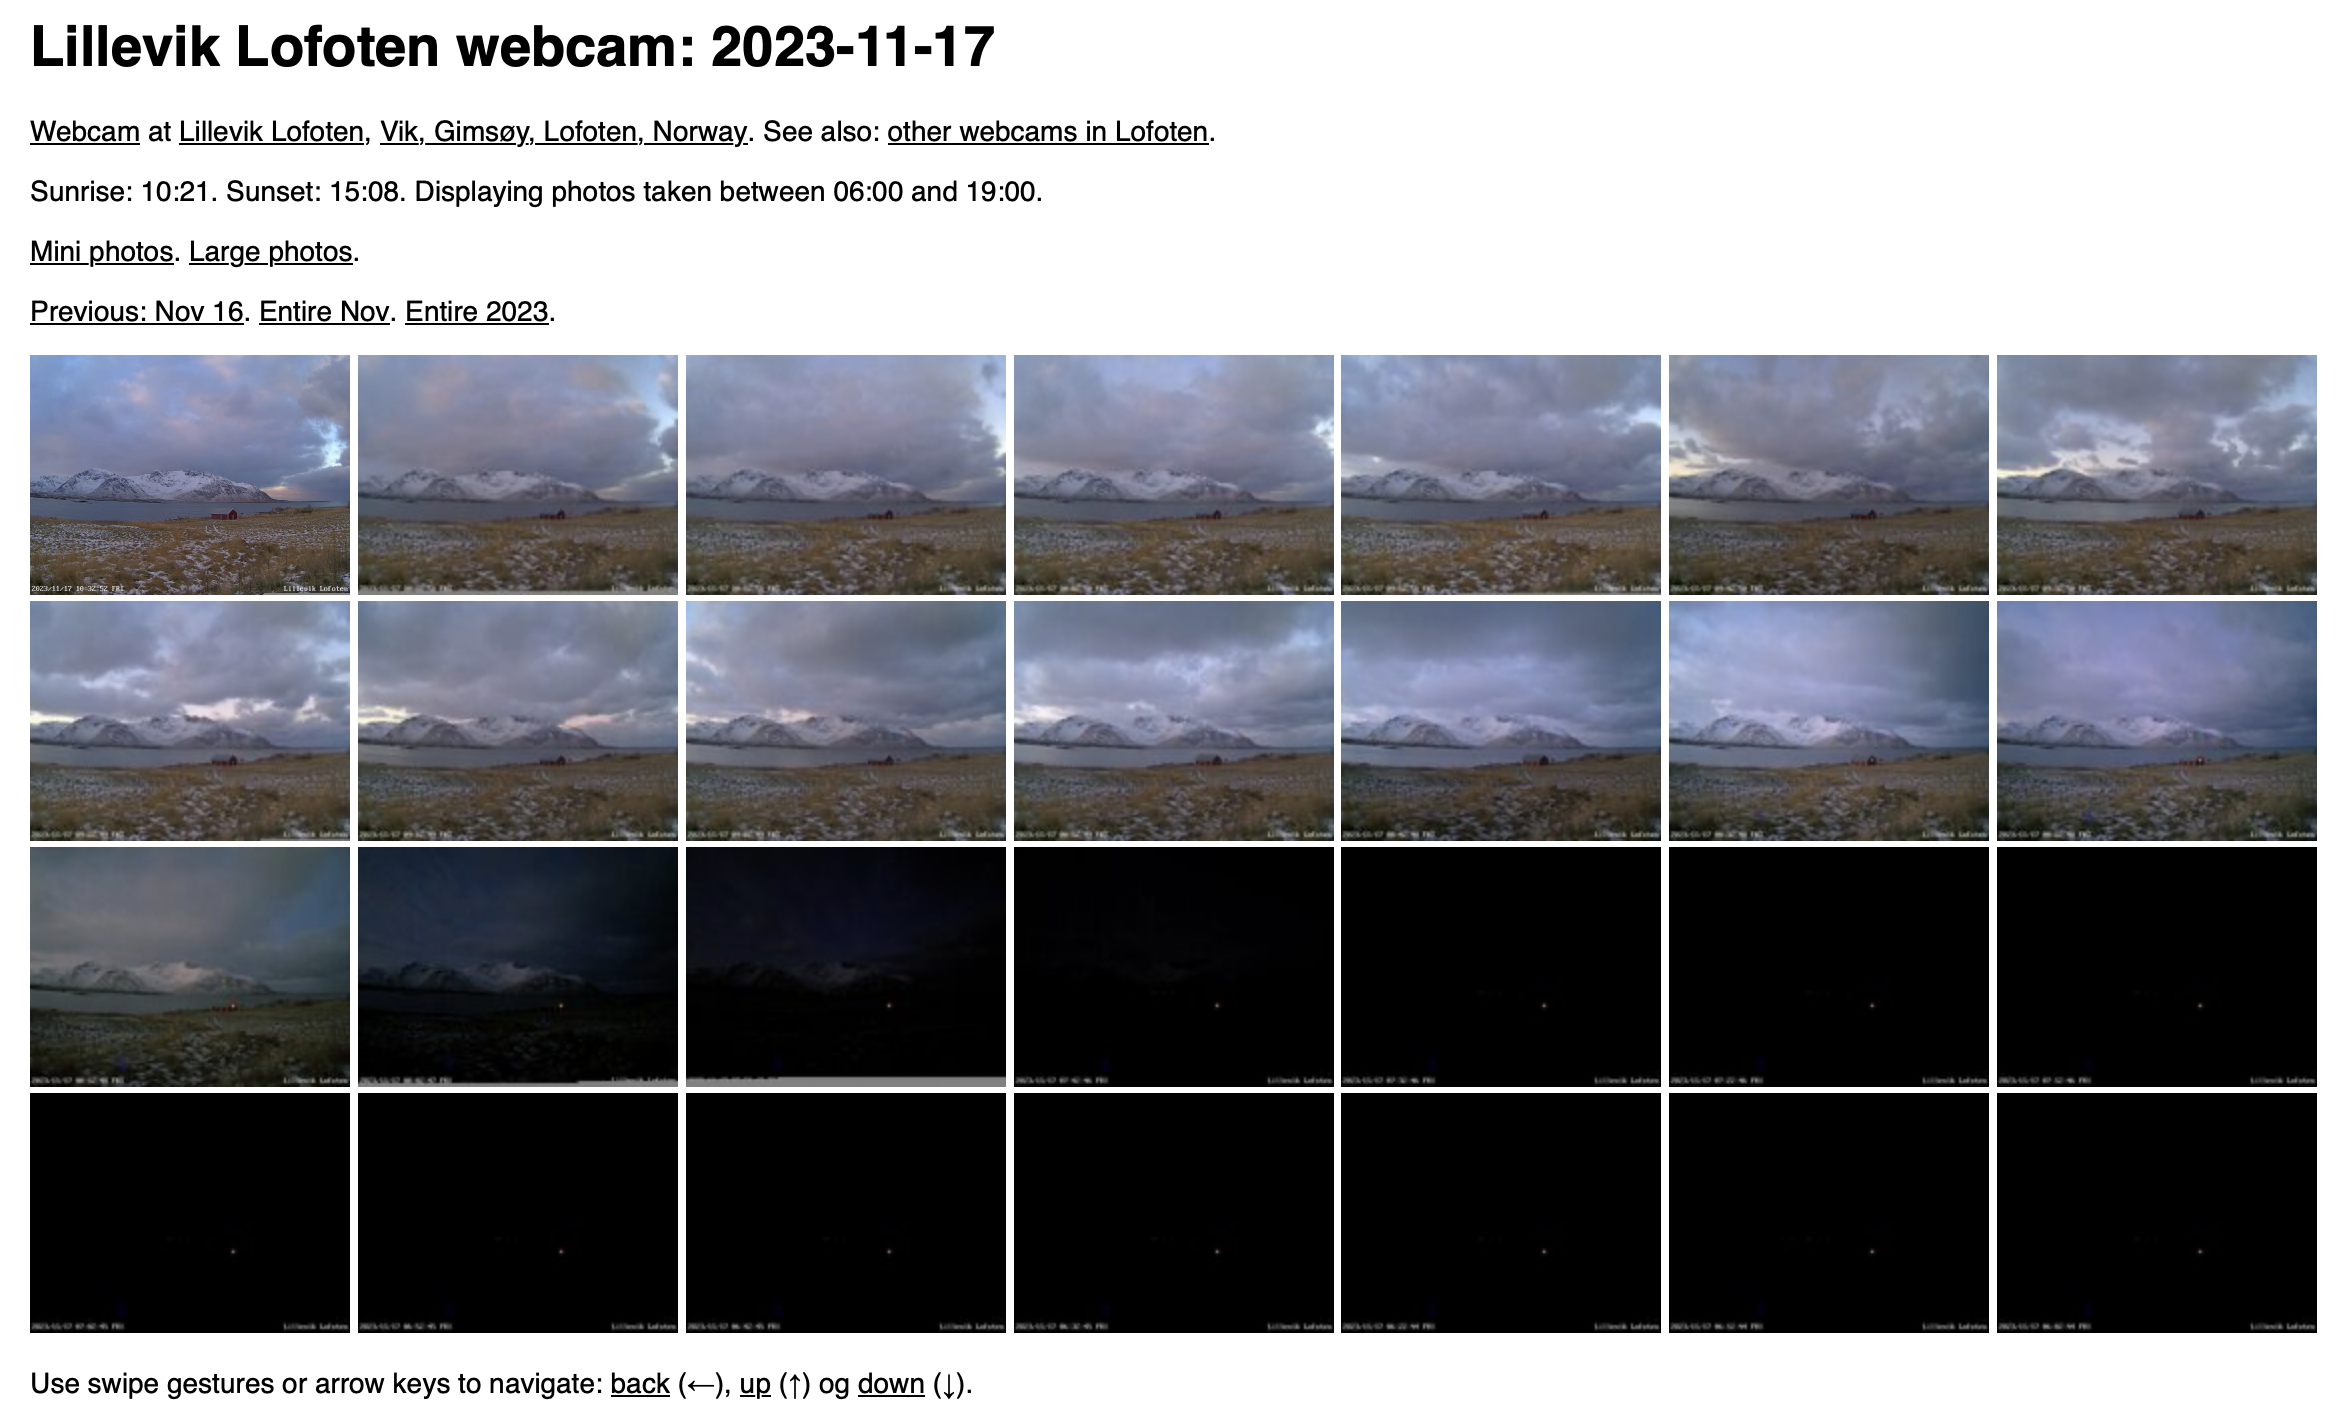 Lillevik Lofoten webcam: 2023-11-17
Webcam at Lillevik Lofoten, Vik, Gimsøy, Lofoten, Norway. See also: other webcams in Lofoten.
Sunrise: 10:21. Sunset: 15:08. Displaying photos taken between 06:00 and 19:00.
Mini photos. Large photos.
Previous: Nov 16. Entire Nov. Entire 2023.
2023/11/17 10:32:52 FRI Lillevik Lofoten
Use swipe gestures or arrow keys to navigate: back (←), up (↑) og down (↓).